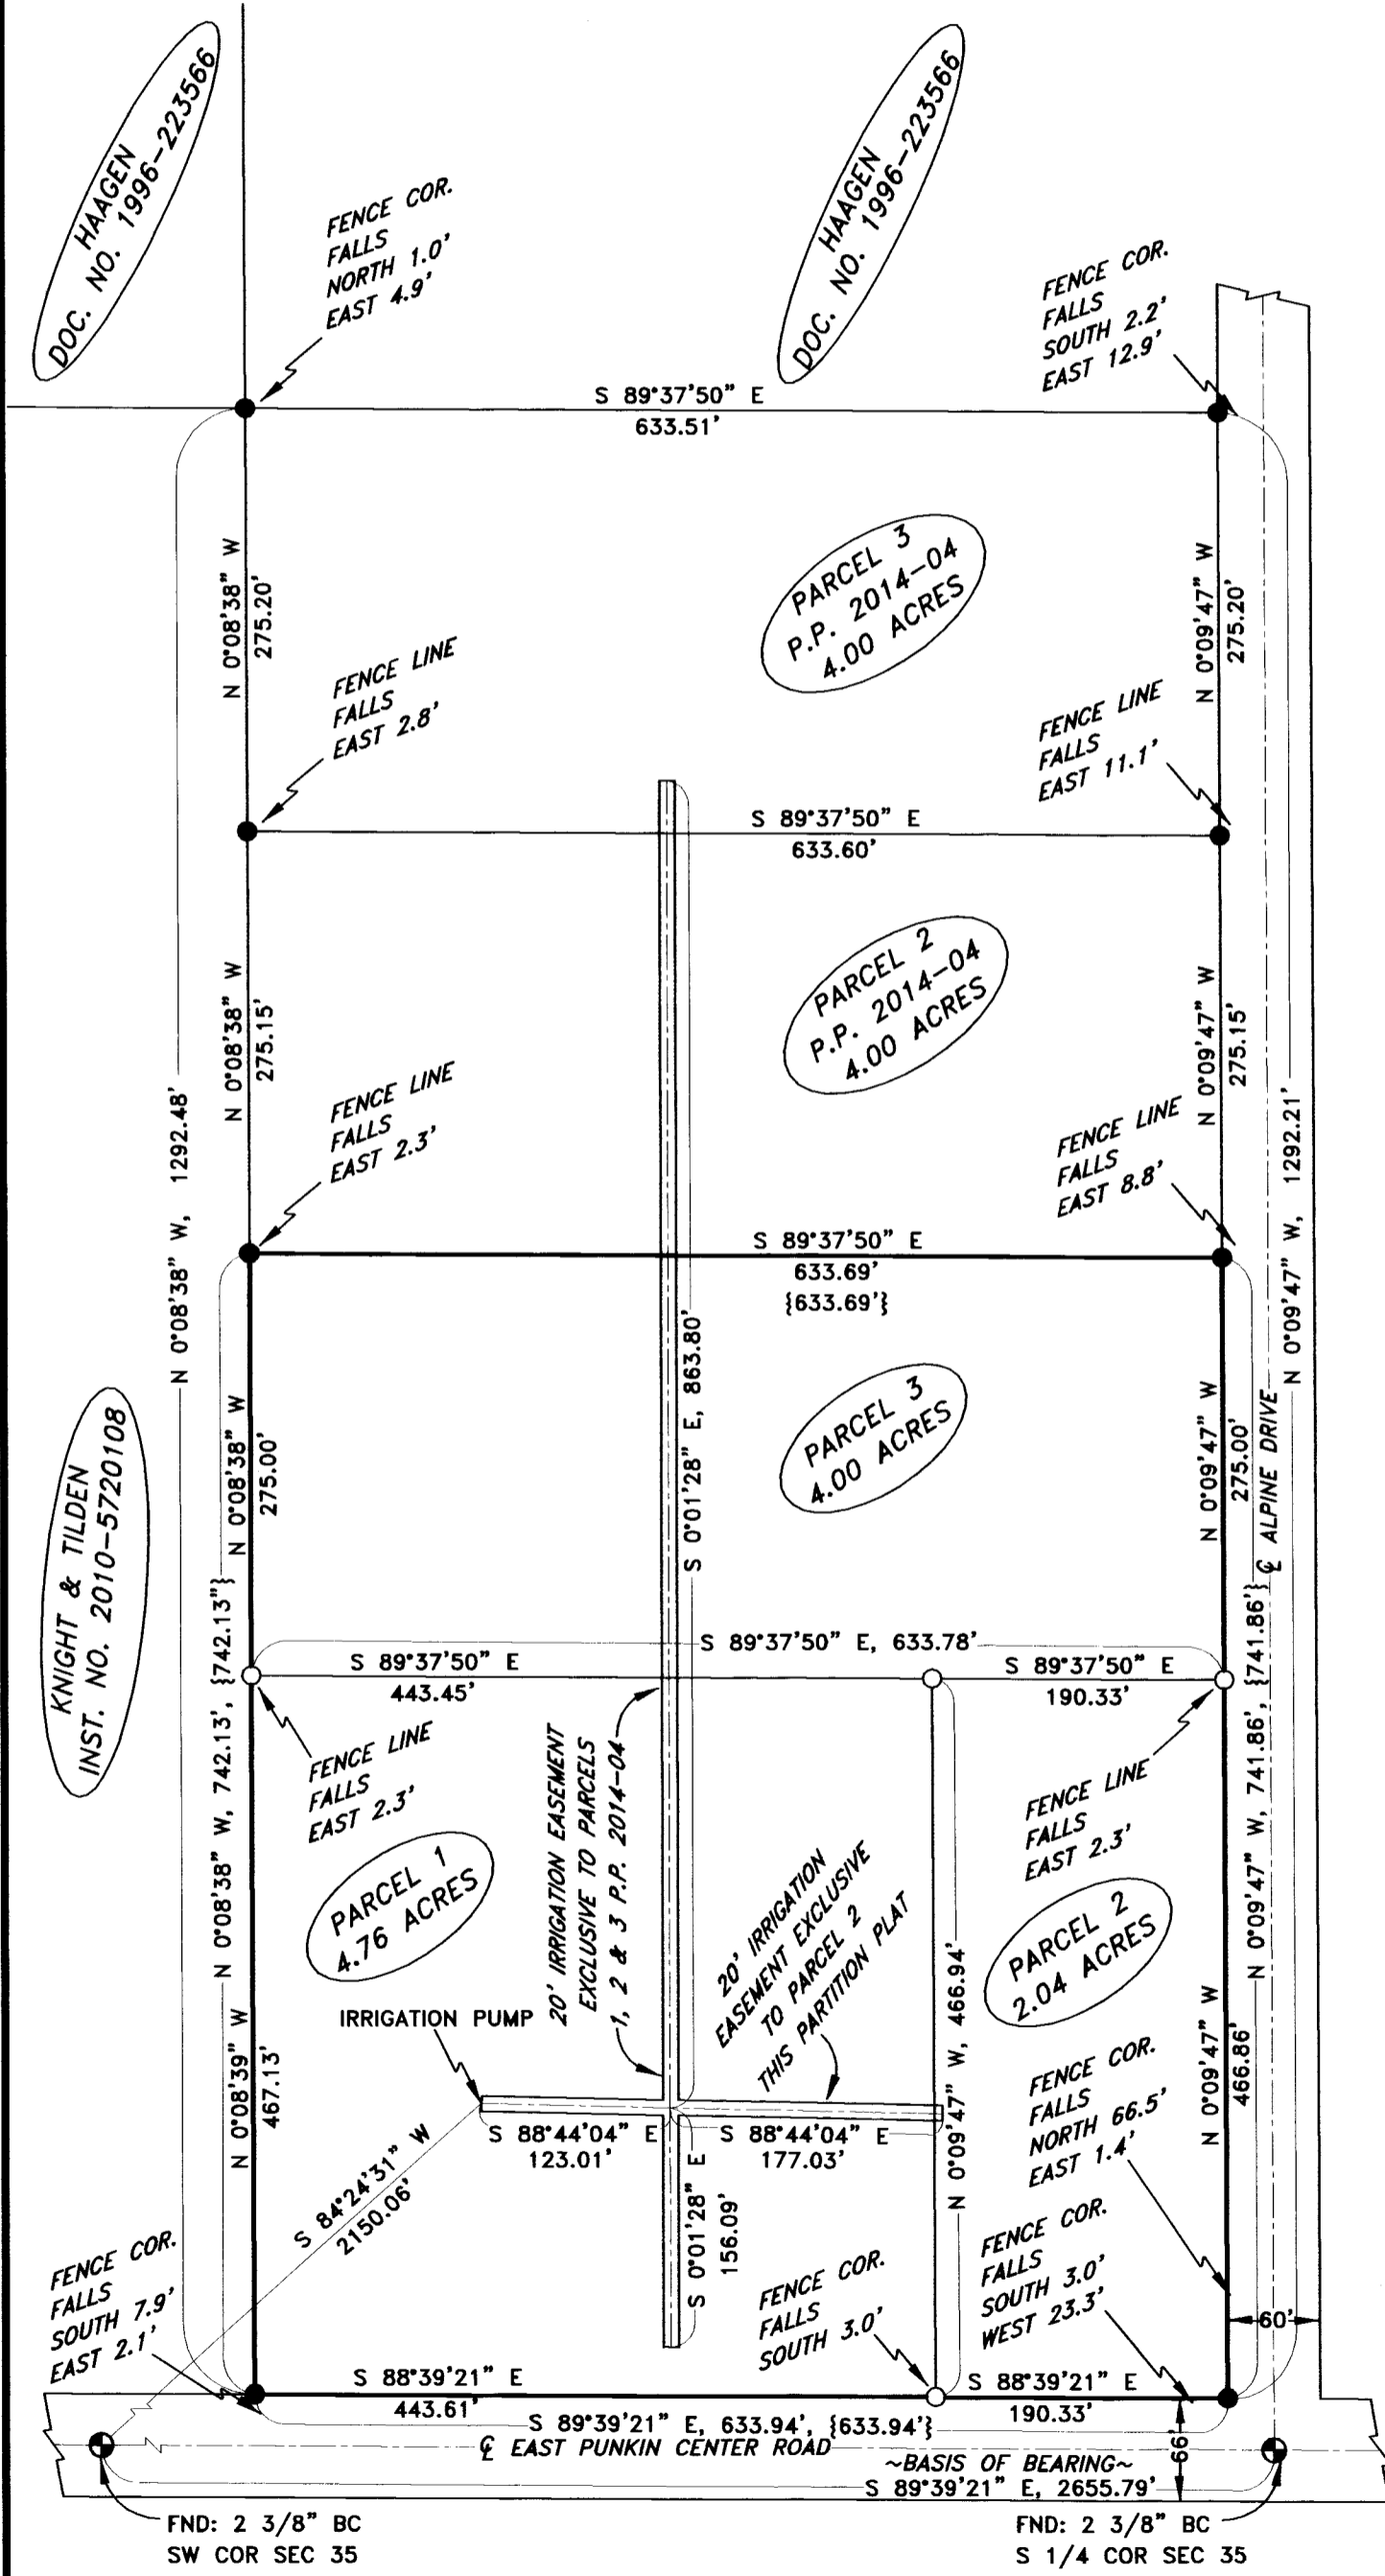 HAAGEN
DOC. NO. 1996-223566
HAAGEN
DOC. NO. 1996-223566
FENCE COR.
FALLS
NORTH 1.0'
EAST 4.9'
FENCE COR.
FALLS
SOUTH 2.2'
EAST 12.9'
S 89°37'50" E
633.51'
PARCEL 3
P.P. 2014-04
4.00 ACRES
N 0°08'38" W
275.20'
N 0°09'47" W
275.20'
FENCE LINE
FALLS
EAST 2.8'
FENCE LINE
FALLS
EAST 11.1'
S 89°37'50" E
633.60'
PARCEL 2
P.P. 2014-04
4.00 ACRES
N 0°08'38" W
275.15'
N 0°09'47" W
275.15'
N 0°08'38" W, 1292.48'
N 0°09'47" W, 1292.21'
FENCE LINE
FALLS
EAST 2.3'
FENCE LINE
FALLS
EAST 8.8'
S 89°37'50" E
633.69'
{633.69'}
S 0°01'28" E, 863.80'
PARCEL 3
4.00 ACRES
KNIGHT & TILDEN
INST. NO. 2010-5720108
N 0°08'38" W
275.00'
N 0°09'47" W
275.00'
℄ ALPINE DRIVE
N 0°08'38" W, 742.13', {742.13"}
N 0°09'47" W, 741.86', {741.86'}
S 89°37'50" E, 633.78'
S 89°37'50" E
443.45'
S 89°37'50" E
190.33'
FENCE LINE
FALLS
EAST 2.3'
FENCE LINE
FALLS
EAST 2.3'
20' IRRIGATION EASEMENT
EXCLUSIVE TO PARCELS
1, 2 & 3 P.P. 2014-04
20' IRRIGATION
EASEMENT EXCLUSIVE
TO PARCEL 2
THIS PARTITION PLAT
PARCEL 1
4.76 ACRES
PARCEL 2
2.04 ACRES
IRRIGATION PUMP
N 0°08'39" W
467.13'
N 0°09'47" W, 466.94'
N 0°09'47" W
466.86'
S 88°44'04" E
123.01'
S 88°44'04" E
177.03'
S 84°24'31" W
2150.06'
S 0°01'28" E
156.09'
FENCE COR.
FALLS
NORTH 66.5'
EAST 1.4'
FENCE COR.
FALLS
SOUTH 3.0'
WEST 23.3'
FENCE COR.
FALLS
SOUTH 3.0'
FENCE COR.
FALLS
SOUTH 7.9'
EAST 2.1'
60'
S 88°39'21" E
443.61'
S 88°39'21" E
190.33'
S 89°39'21" E, 633.94', {633.94'}
℄ EAST PUNKIN CENTER ROAD
66'
~BASIS OF BEARING~
S 89°39'21" E, 2655.79'
FND: 2 3/8" BC
SW COR SEC 35
FND: 2 3/8" BC
S 1/4 COR SEC 35